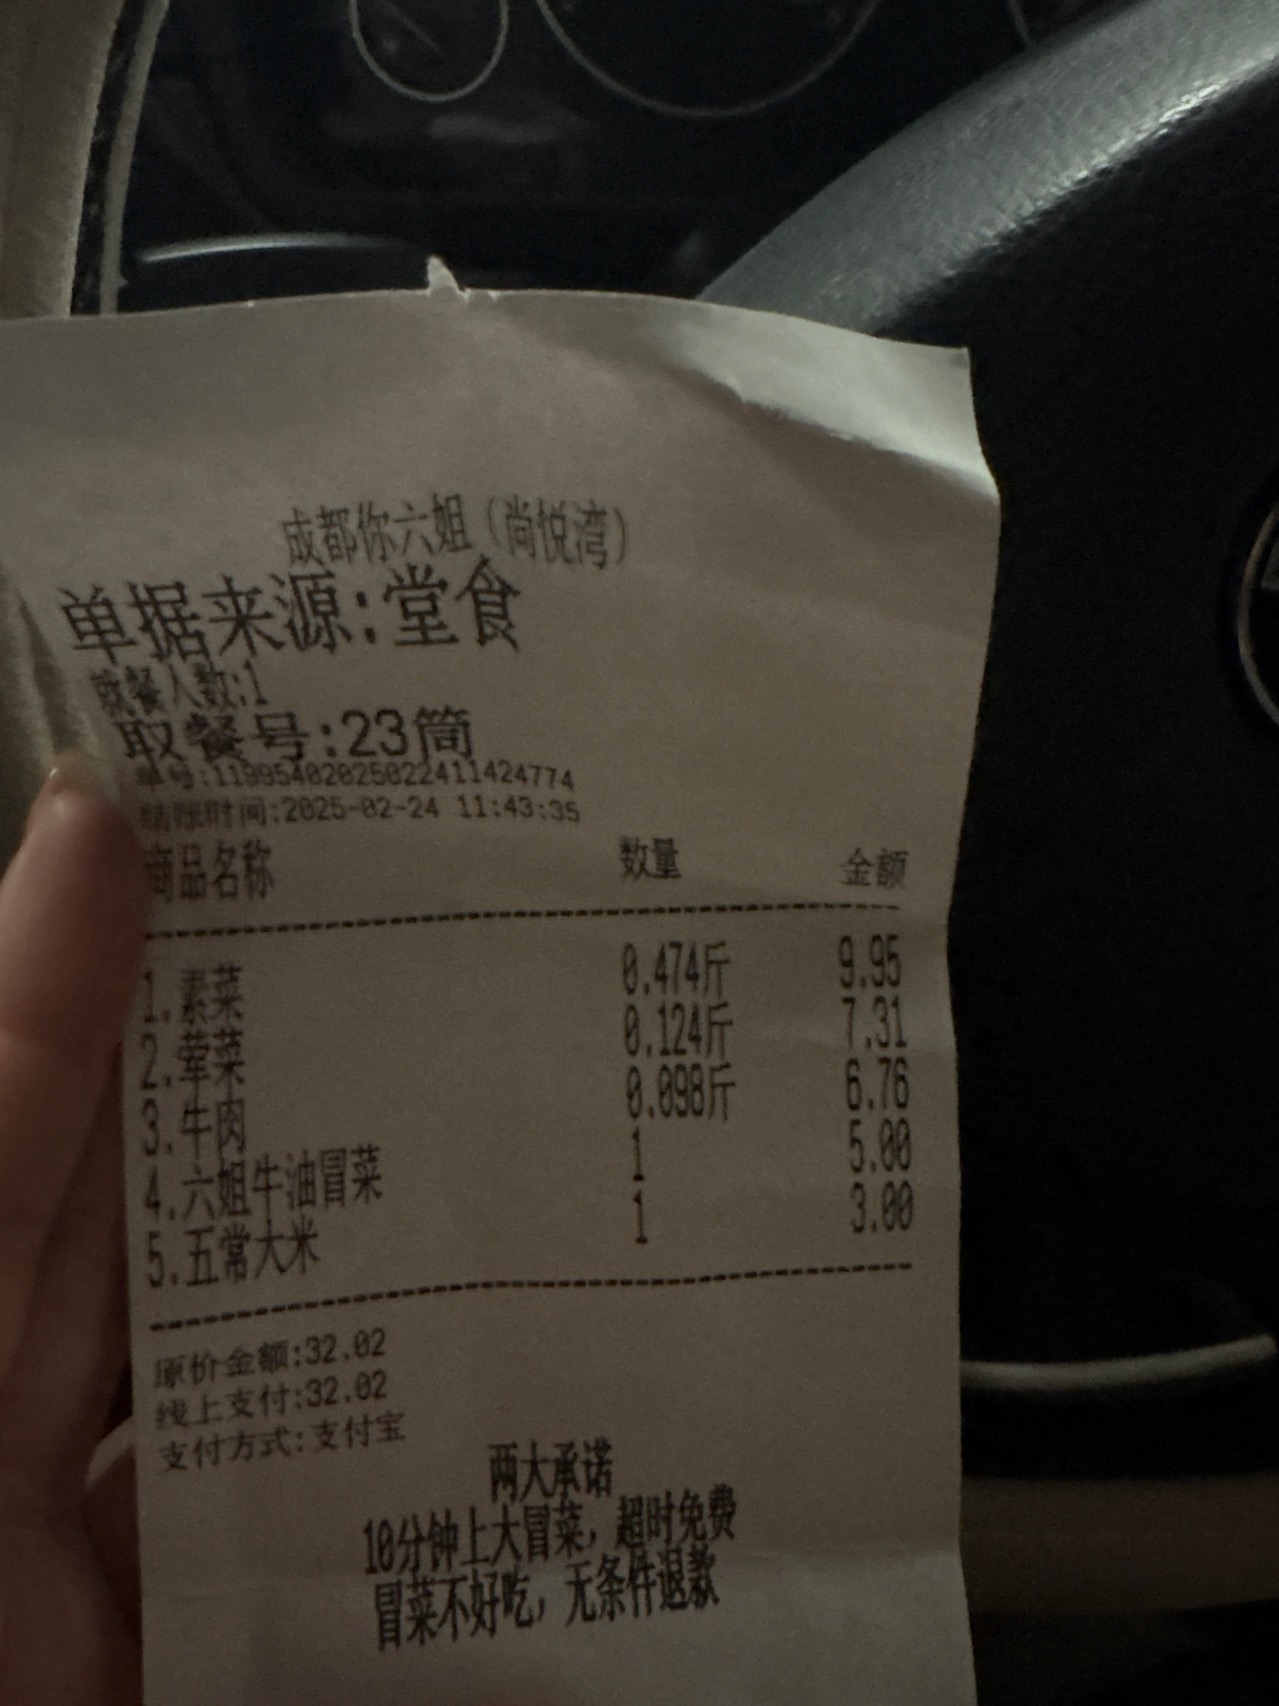 成都你六姐（尚悦湾）
单据来源:堂食
就餐人数:1
取餐号:23筒
单号:11995402025022411424774
结账时间:2025-02-24 11:43:35
商品名称 数量 金额
1.素菜 0.474斤 9.95
2.荤菜 0.124斤 7.31
3.牛肉 0.098斤 6.76
4.六姐牛油冒菜 1 5.00
5.五常大米 1 3.00
原价金额:32.02
线上支付:32.02
支付方式:支付宝
两大承诺
10分钟上大冒菜，超时免费
冒菜不好吃，无条件退款